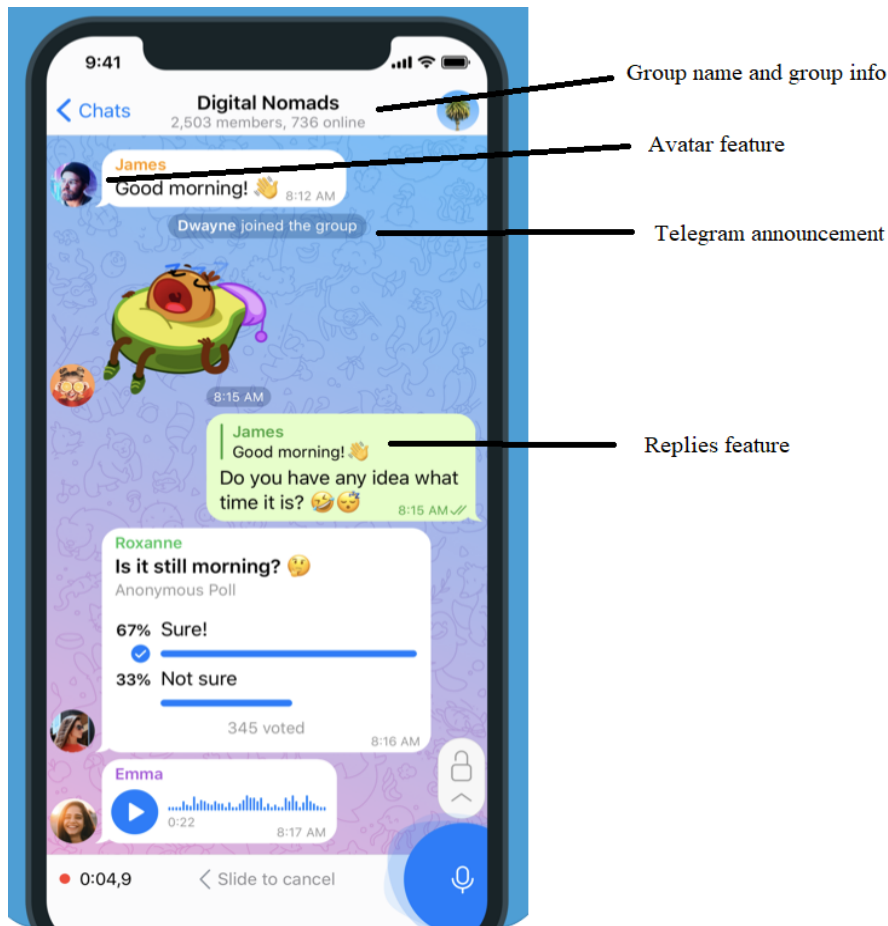 9:41
Group name and group info
Chats
Digital Nomads
2,503 members, 736 online
James
Avatar feature
Good morning! 👋
8:12 AM
Dwayne joined the group
Telegram announcement
8:15 AM
James
Good morning! 👋
Replies feature
Do you have any idea what
time it is? 🤣😴
8:15 AM
Roxanne
Is it still morning? 🤔
Anonymous Poll
67% Sure!
33% Not sure
345 voted
8:16 AM
Emma
0:22
8:17 AM
0:04,9
Slide to cancel